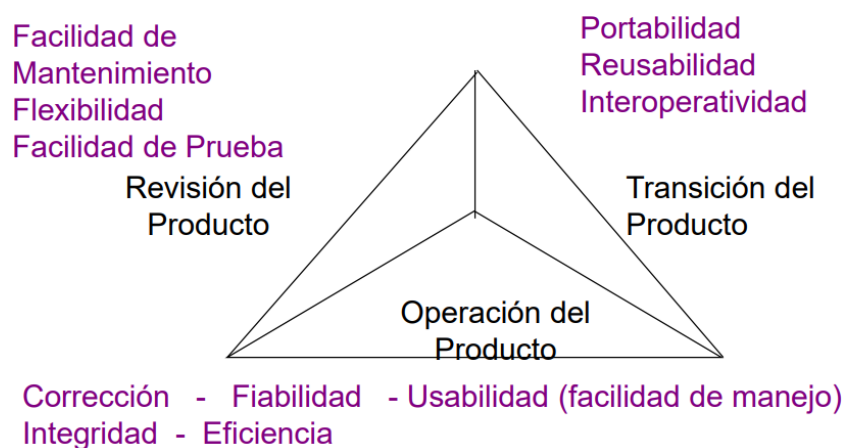 Facilidad de
Mantenimiento
Flexibilidad
Facilidad de Prueba
Portabilidad
Reusabilidad
Interoperatividad
Revisión del
Producto
Transición del
Producto
Operación del
Producto
Corrección - Fiabilidad - Usabilidad (facilidad de manejo)
Integridad - Eficiencia